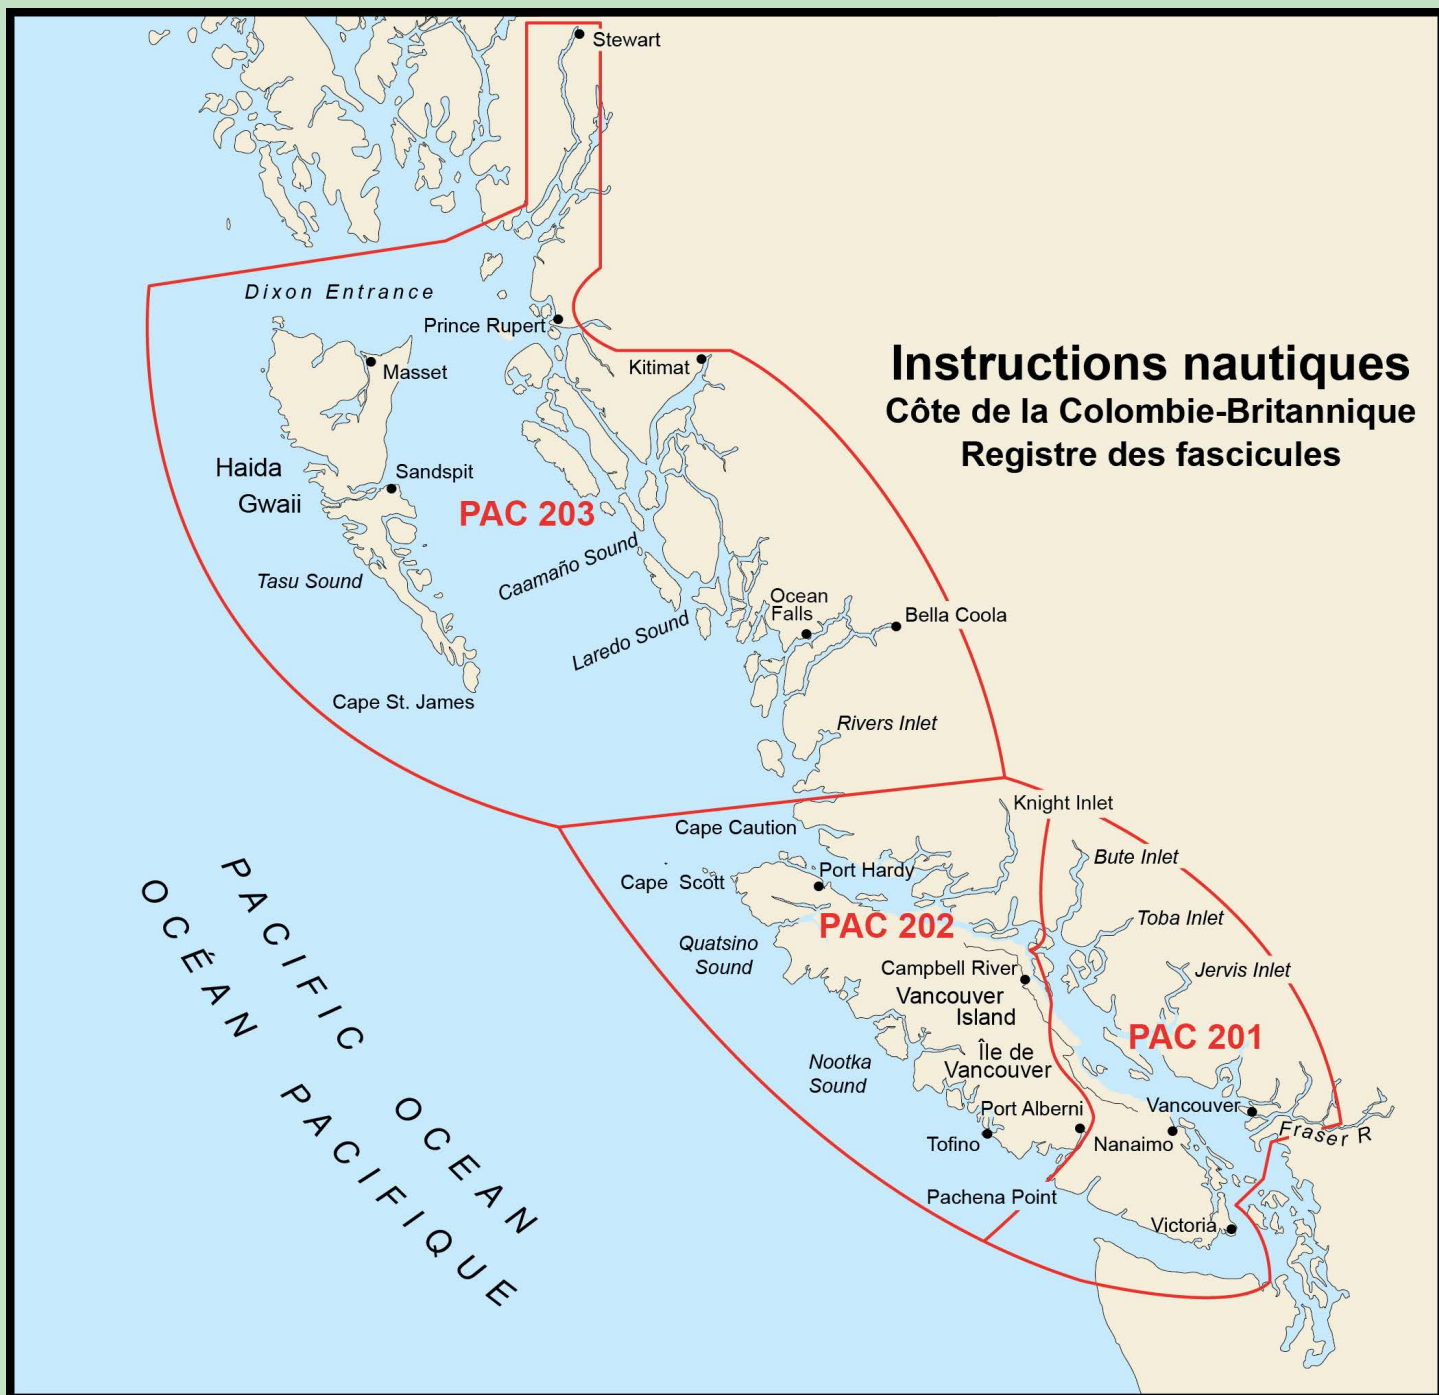 Stewart
Dixon Entrance
Prince Rupert
Masset
Kitimat
Instructions nautiques
Côte de la Colombie-Britannique
Registre des fascicules
Haida
Gwaii
Sandspit
PAC 203
Tasu Sound
Caamaño Sound
Ocean
Falls
Bella Coola
Laredo Sound
Cape St. James
Rivers Inlet
Knight Inlet
Cape Caution
Bute Inlet
Port Hardy
Cape Scott
Toba Inlet
PAC 202
Quatsino
Sound
Campbell River
Jervis Inlet
Vancouver
Island
PAC 201
Île de
Vancouver
Nootka
Sound
Port Alberni
Vancouver
Tofino
Nanaimo
Fraser R
Pachena Point
Victoria
PACIFIC OCEAN
OCÉAN PACIFIQUE